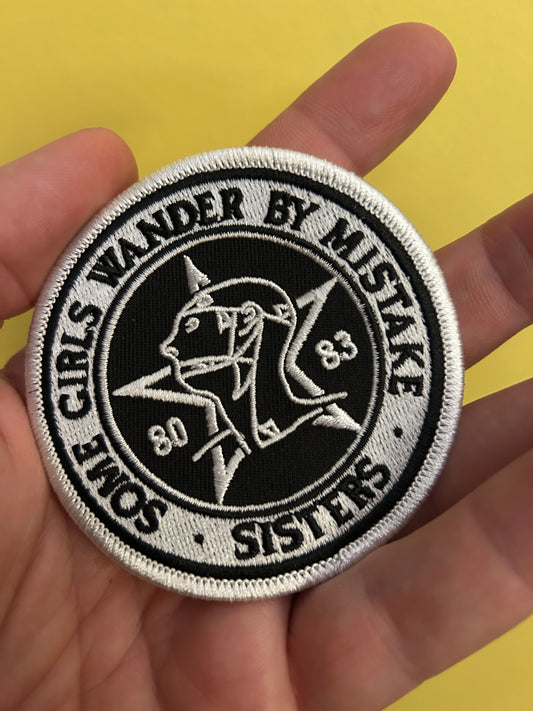 SOME GIRLS WANDER BY MISTAKE
80
83
· SISTERS ·